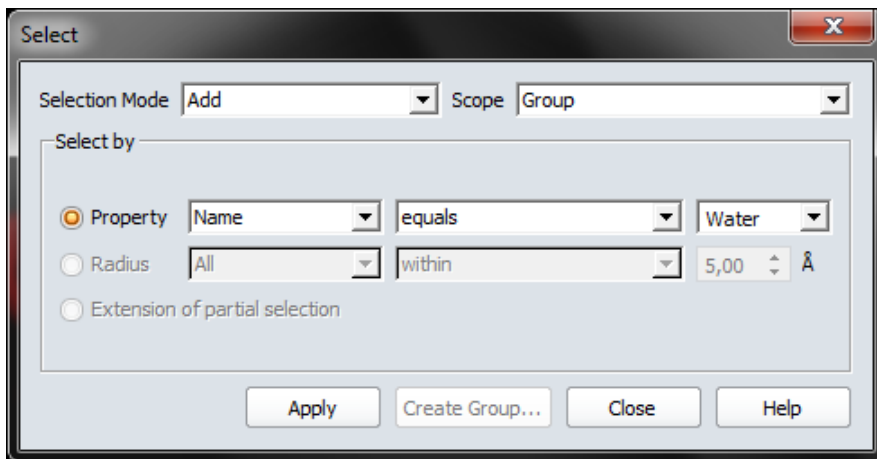 Select
Selection Mode Add Scope Group
Select by
Property Name equals Water
Radius All within 5,00 Å
Extension of partial selection
Apply Create Group... Close Help